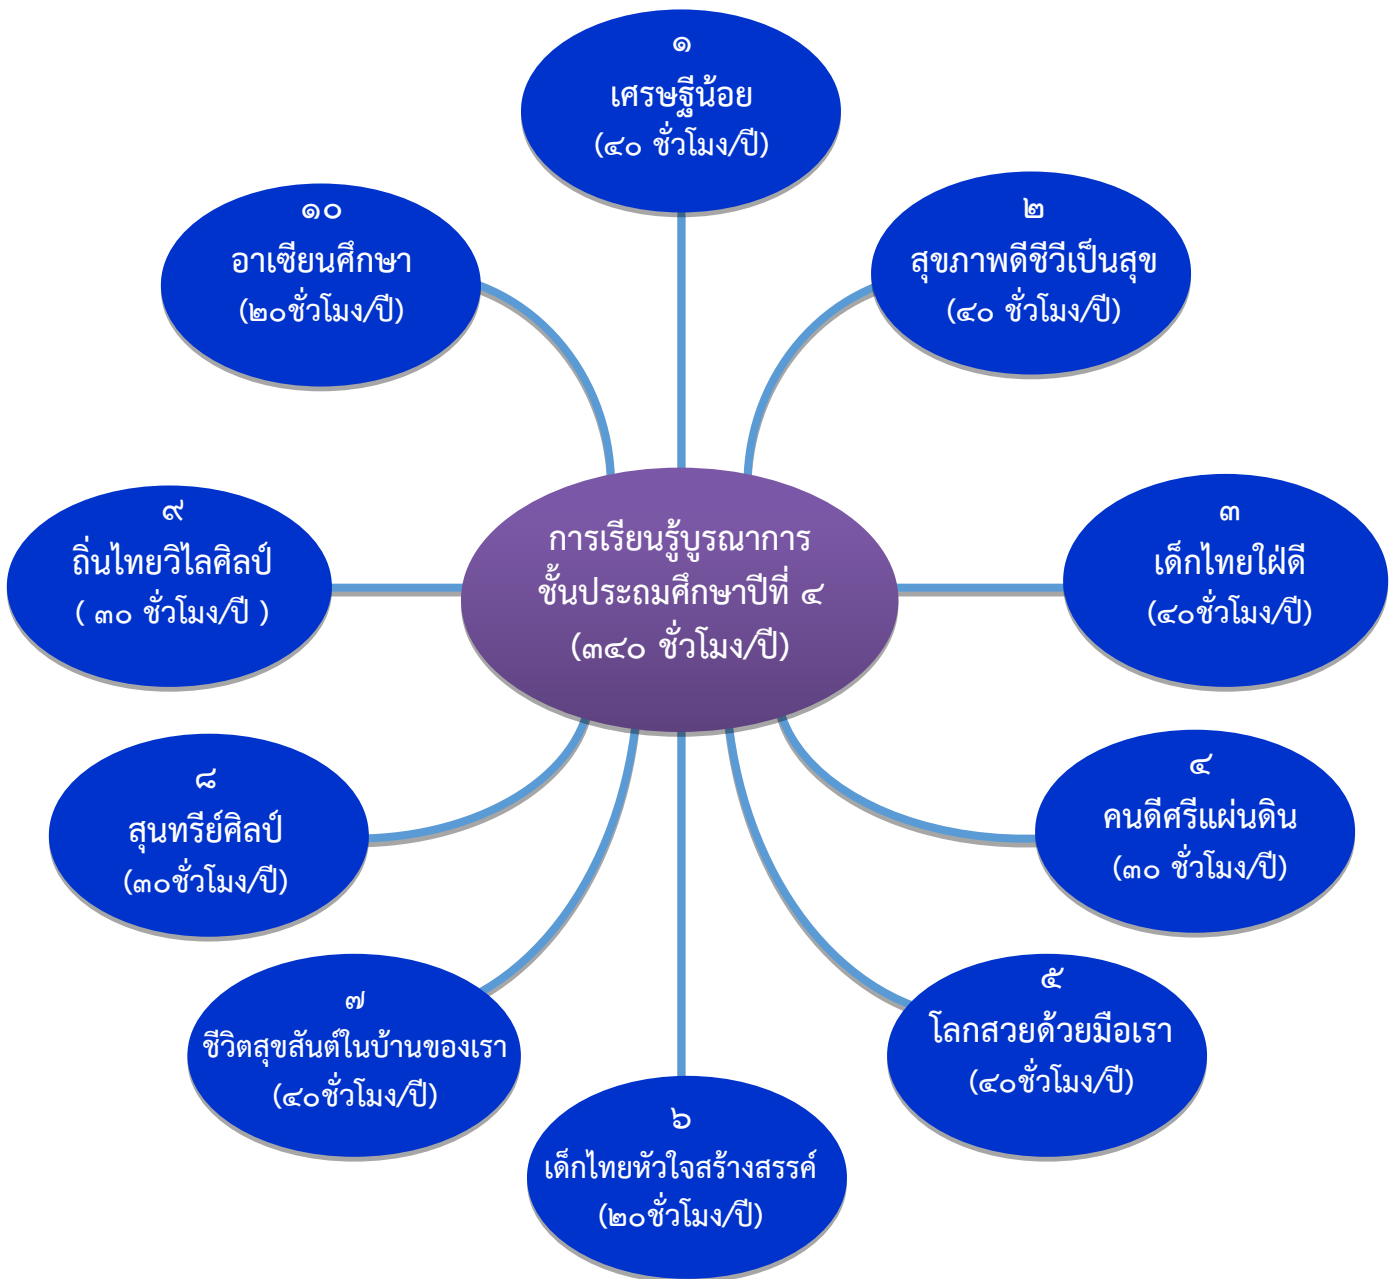 ๑
เศรษฐีน้อย
(๔๐ ชั่วโมง/ปี)
๒
สุขภาพดีชีวีเป็นสุข
(๔๐ ชั่วโมง/ปี)
๓
เด็กไทยใฝ่ดี
(๔๐ชั่วโมง/ปี)
๔
คนดีศรีแผ่นดิน
(๓๐ ชั่วโมง/ปี)
๕
โลกสวยด้วยมือเรา
(๔๐ชั่วโมง/ปี)
๖
เด็กไทยหัวใจสร้างสรรค์
(๒๐ชั่วโมง/ปี)
๗
ชีวิตสุขสันต์ในบ้านของเรา
(๔๐ชั่วโมง/ปี)
๘
สุนทรีย์ศิลป์
(๓๐ชั่วโมง/ปี)
๙
ถิ่นไทยวิไลศิลป์
( ๓๐ ชั่วโมง/ปี )
๑๐
อาเซียนศึกษา
(๒๐ชั่วโมง/ปี)
การเรียนรู้บูรณาการ
ชั้นประถมศึกษาปีที่ ๔
(๓๔๐ ชั่วโมง/ปี)